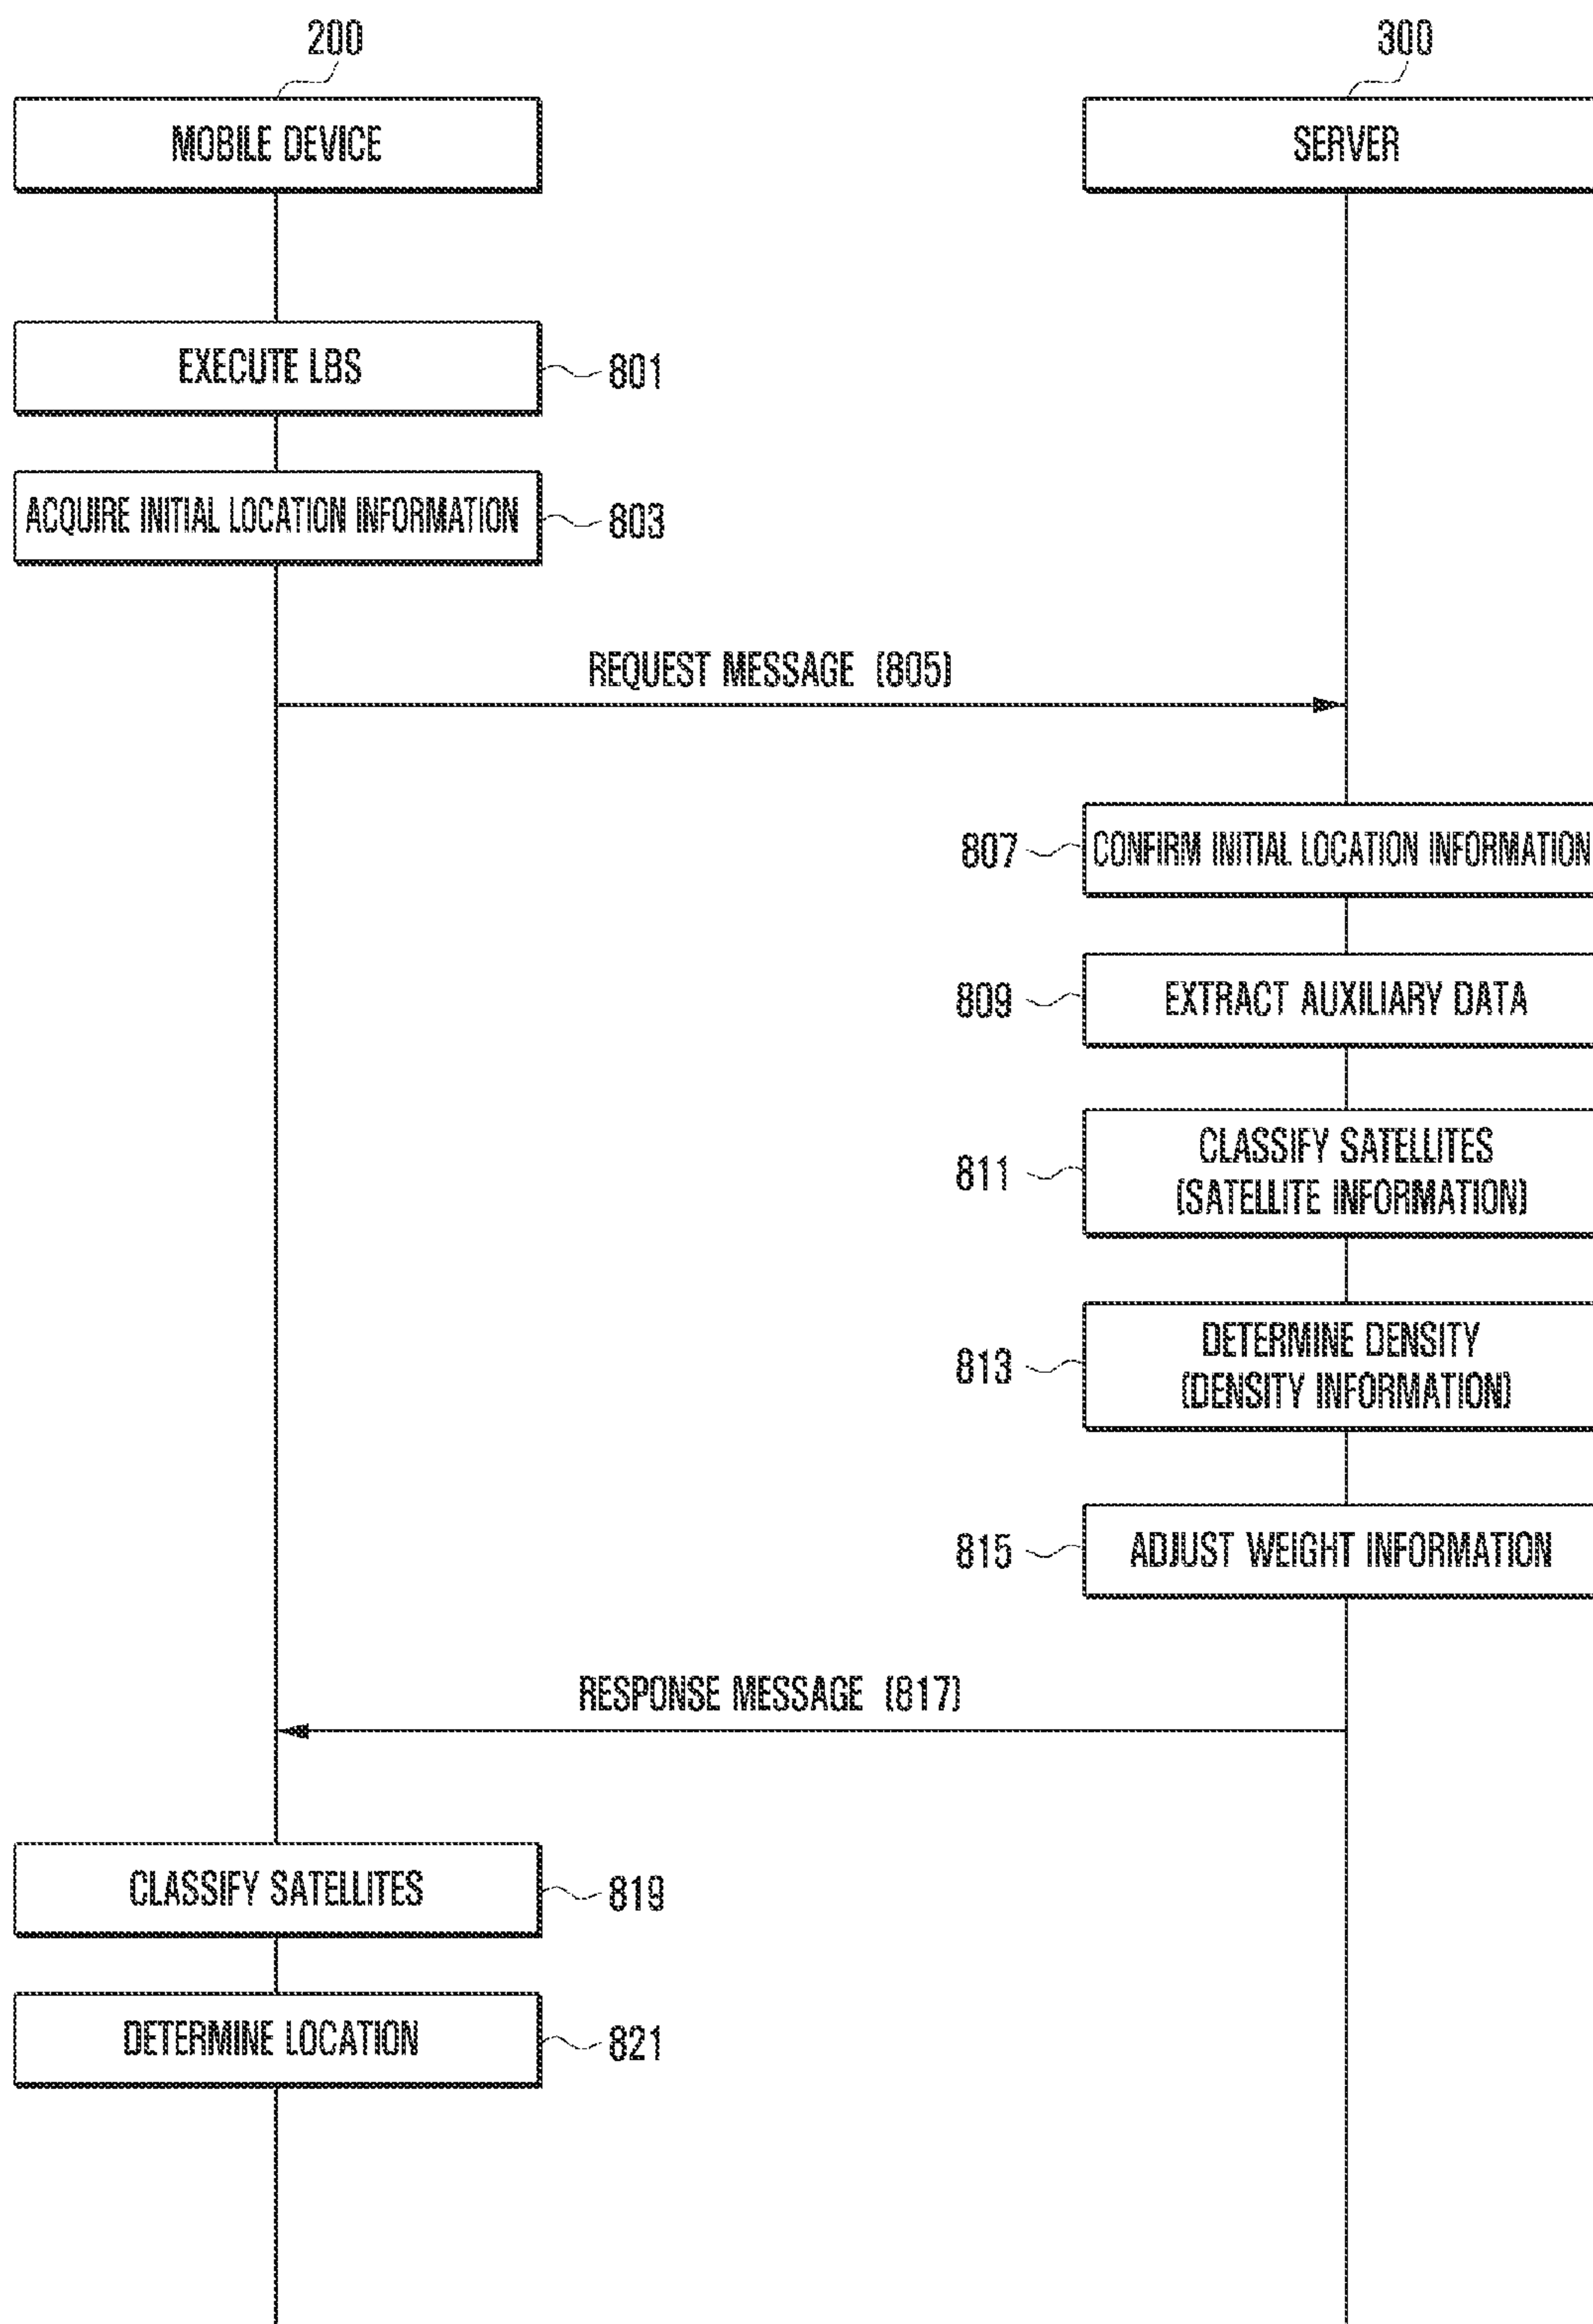 200
300
MOBILE DEVICE
SERVER
EXECUTE LBS
801
ACQUIRE INITIAL LOCATION INFORMATION
803
REQUEST MESSAGE (805)
807
CONFIRM INITIAL LOCATION INFORMATION
809
EXTRACT AUXILIARY DATA
811
CLASSIFY SATELLITES
(SATELLITE INFORMATION)
813
DETERMINE DENSITY
(DENSITY INFORMATION)
815
ADJUST WEIGHT INFORMATION
RESPONSE MESSAGE (817)
CLASSIFY SATELLITES
819
DETERMINE LOCATION
821